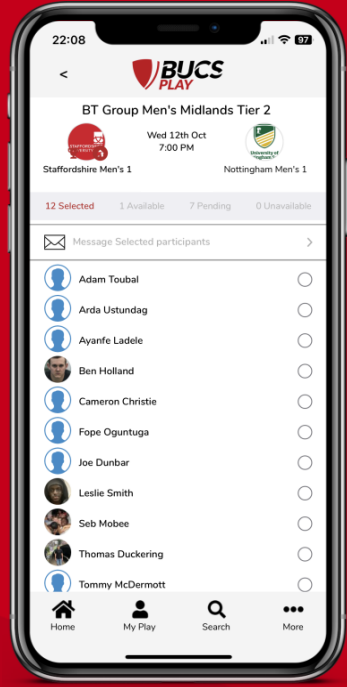 22:08
97
<
BUCS
PLAY
BT Group Men's Midlands Tier 2
Wed 12th Oct
7:00 PM
Staffordshire Men's 1
Nottingham Men's 1
12 Selected 1 Available 7 Pending 0 Unavailable
Message Selected participants >
Adam Toubal
Arda Ustundag
Ayanfe Ladele
Ben Holland
Cameron Christie
Fope Oguntuga
Joe Dunbar
Leslie Smith
Seb Mobee
Thomas Duckering
Tommy McDermott
Home My Play Search More